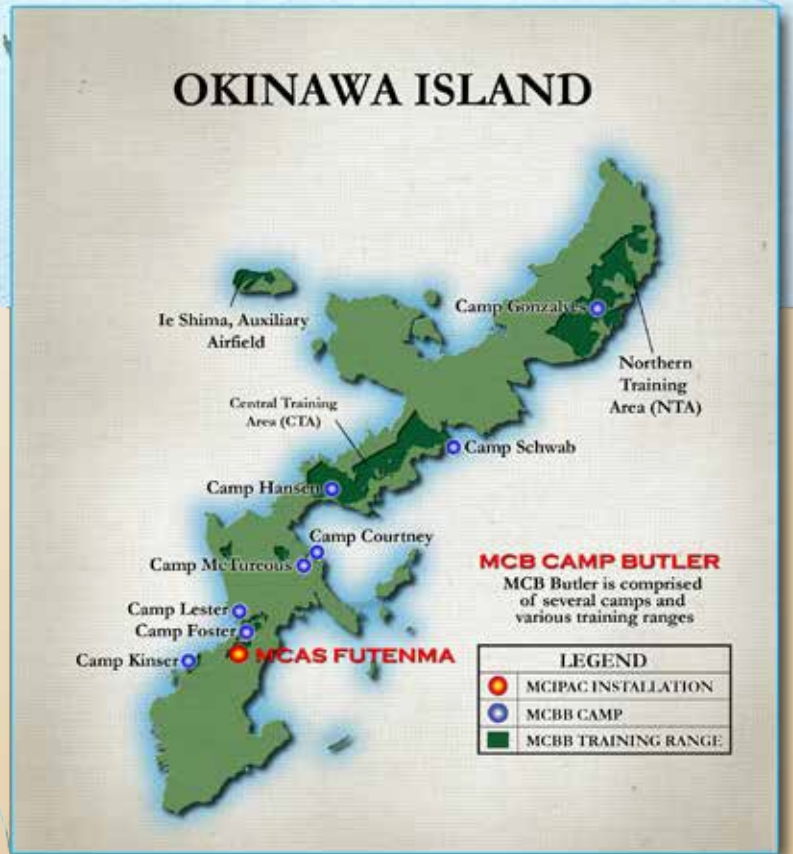 OKINAWA ISLAND
Camp Gonzalves
Ie Shima, Auxiliary
Airfield
Northern
Training
Area (NTA)
Central Training
Area (CTA)
Camp Schwab
Camp Hansen
Camp Courtney
Camp McTureous
MCB CAMP BUTLER
MCB Butler is comprised
of several camps and
various training ranges
Camp Lester
Camp Foster
MCAS FUTENMA
Camp Kinser
LEGEND
MCIPAC INSTALLATION
MCBB CAMP
MCBB TRAINING RANGE